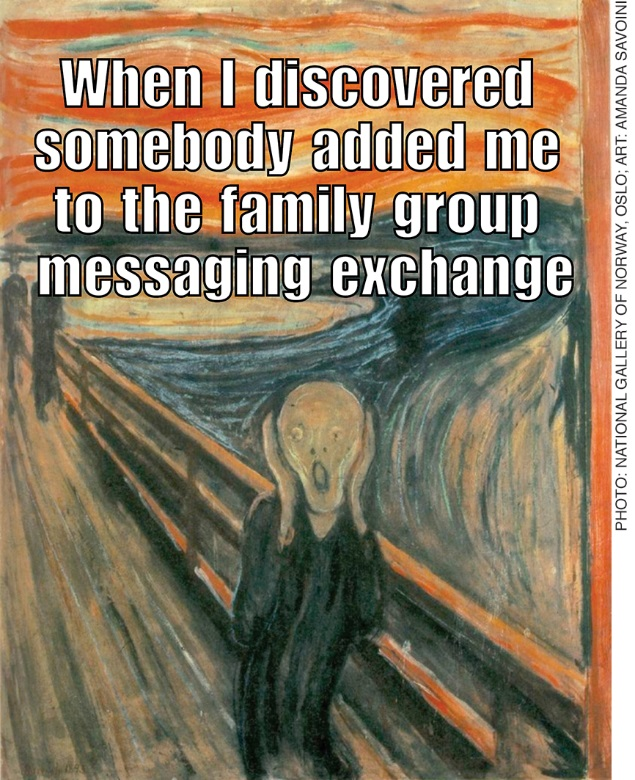 When I discovered
somebody added me
to the family group
messaging exchange
PHOTO: NATIONAL GALLERY OF NORWAY, OSLO; ART: AMANDA SAVOINI